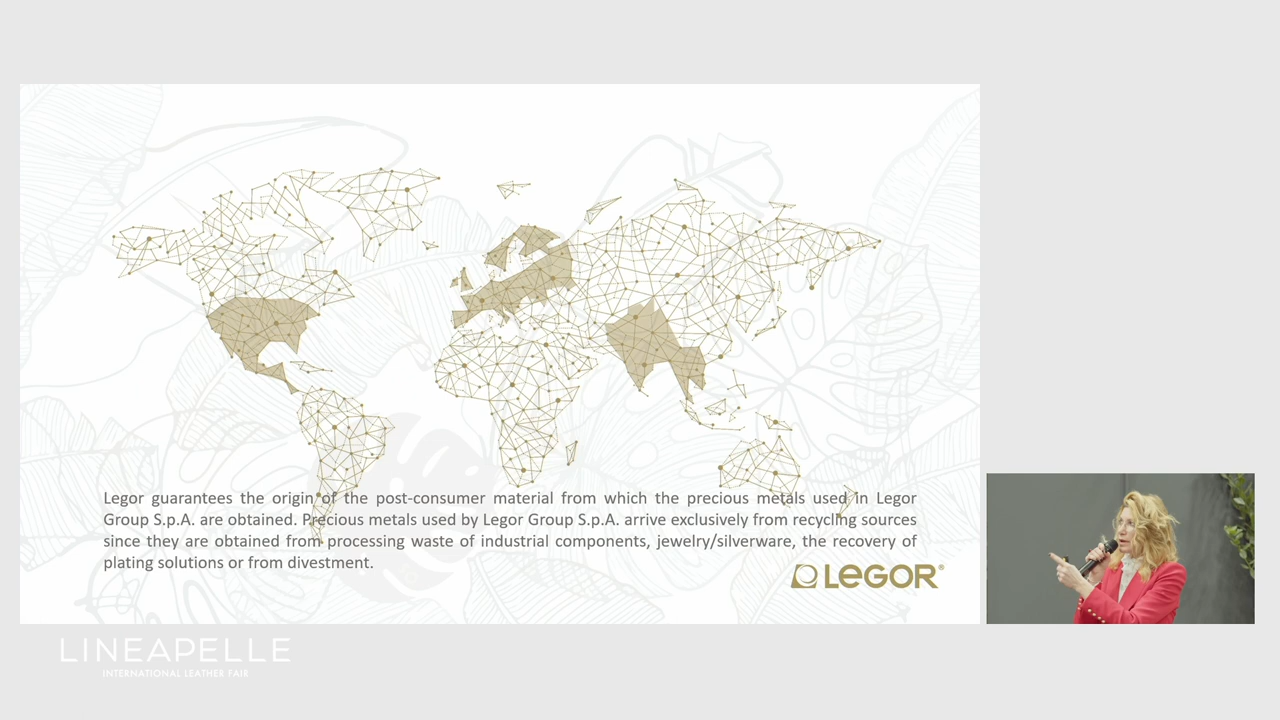 Legor guarantees the origin of the post-consumer material from which the precious metals used in Legor
Group S.p.A. are obtained. Precious metals used by Legor Group S.p.A. arrive exclusively from recycling sources
since they are obtained from processing waste of industrial components, jewelry/silverware, the recovery of
plating solutions or from divestment.
LEGOR®
LINEAPELLE
INTERNATIONAL LEATHER FAIR